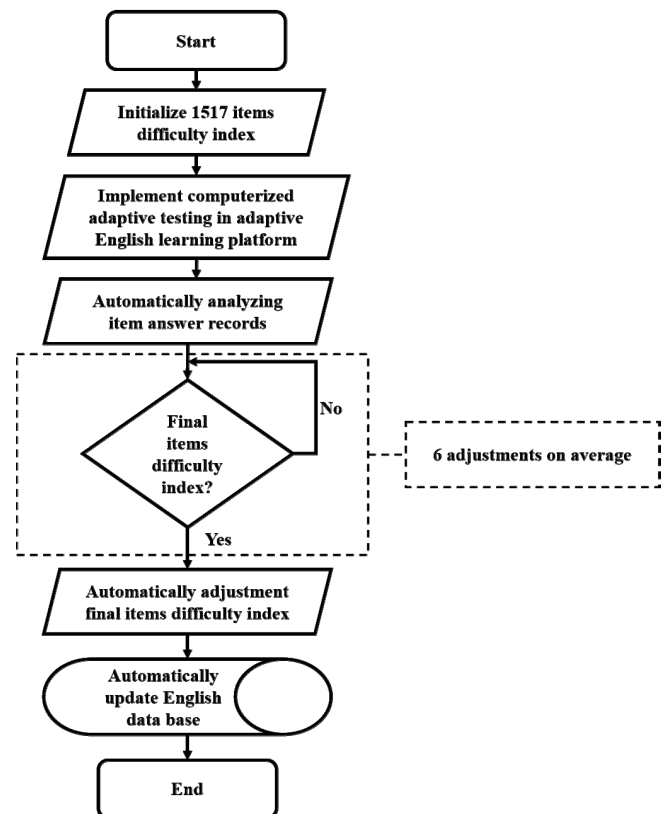 Start
Initialize 1517 items
difficulty index
Implement computerized
adaptive testing in adaptive
English learning platform
Automatically analyzing
item answer records
No
Final
items
difficulty
index?
6 adjustments on average
Yes
Automatically adjustment
final items difficulty index
Automatically
update English
data base
End